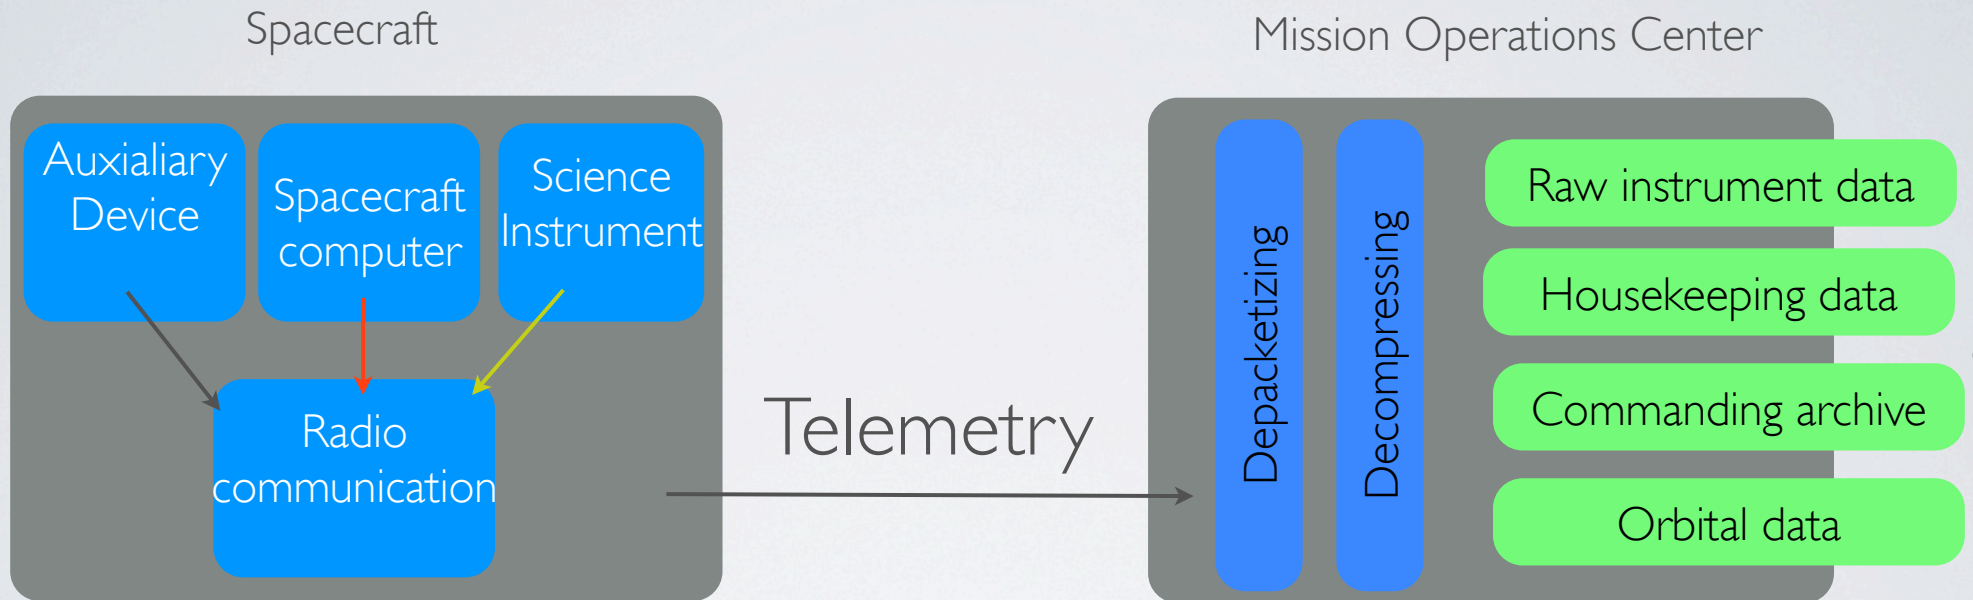 Spacecraft
Mission Operations Center
Auxialiary
Device
Spacecraft
computer
Science
Instrument
Radio
communication
Telemetry
Depacketizing
Decompressing
Raw instrument data
Housekeeping data
Commanding archive
Orbital data